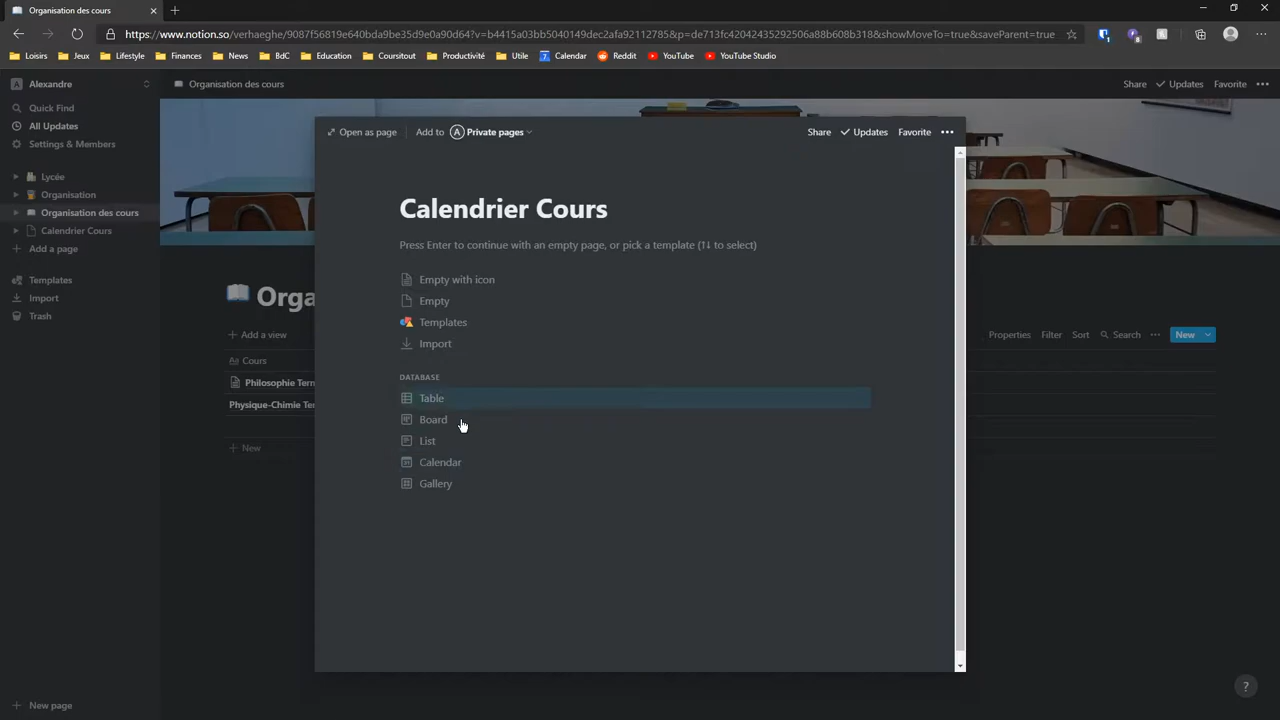 Organisation des cours
https://www.notion.so/verhaeghe/9087f56819e640bda9be35d9e0a90d64?v=b4415a03bb5040149dec2afa92112785&p=de713fc42042435292506a88b608b318&showMoveTo=true&saveParent=true
Loisirs Jeux Lifestyle Finances News BdC Education Coursitout Productivité Utile Calendar Reddit YouTube YouTube Studio
Alexandre
Organisation des cours
Share Updates Favorite
Quick Find
All Updates
Settings & Members
Lycée
Organisation
Organisation des cours
Calendrier Cours
Add a page
Templates
Import
Trash
New page
Open as page Add to A Private pages
Share Updates Favorite
Calendrier Cours
Press Enter to continue with an empty page, or pick a template (↑↓ to select)
Empty with icon
Empty
Templates
Import
DATABASE
Table
Board
List
Calendar
Gallery
Orga
Add a view
Properties Filter Sort Search New
Cours
Philosophie Tern
Physique-Chimie Ter
New
?